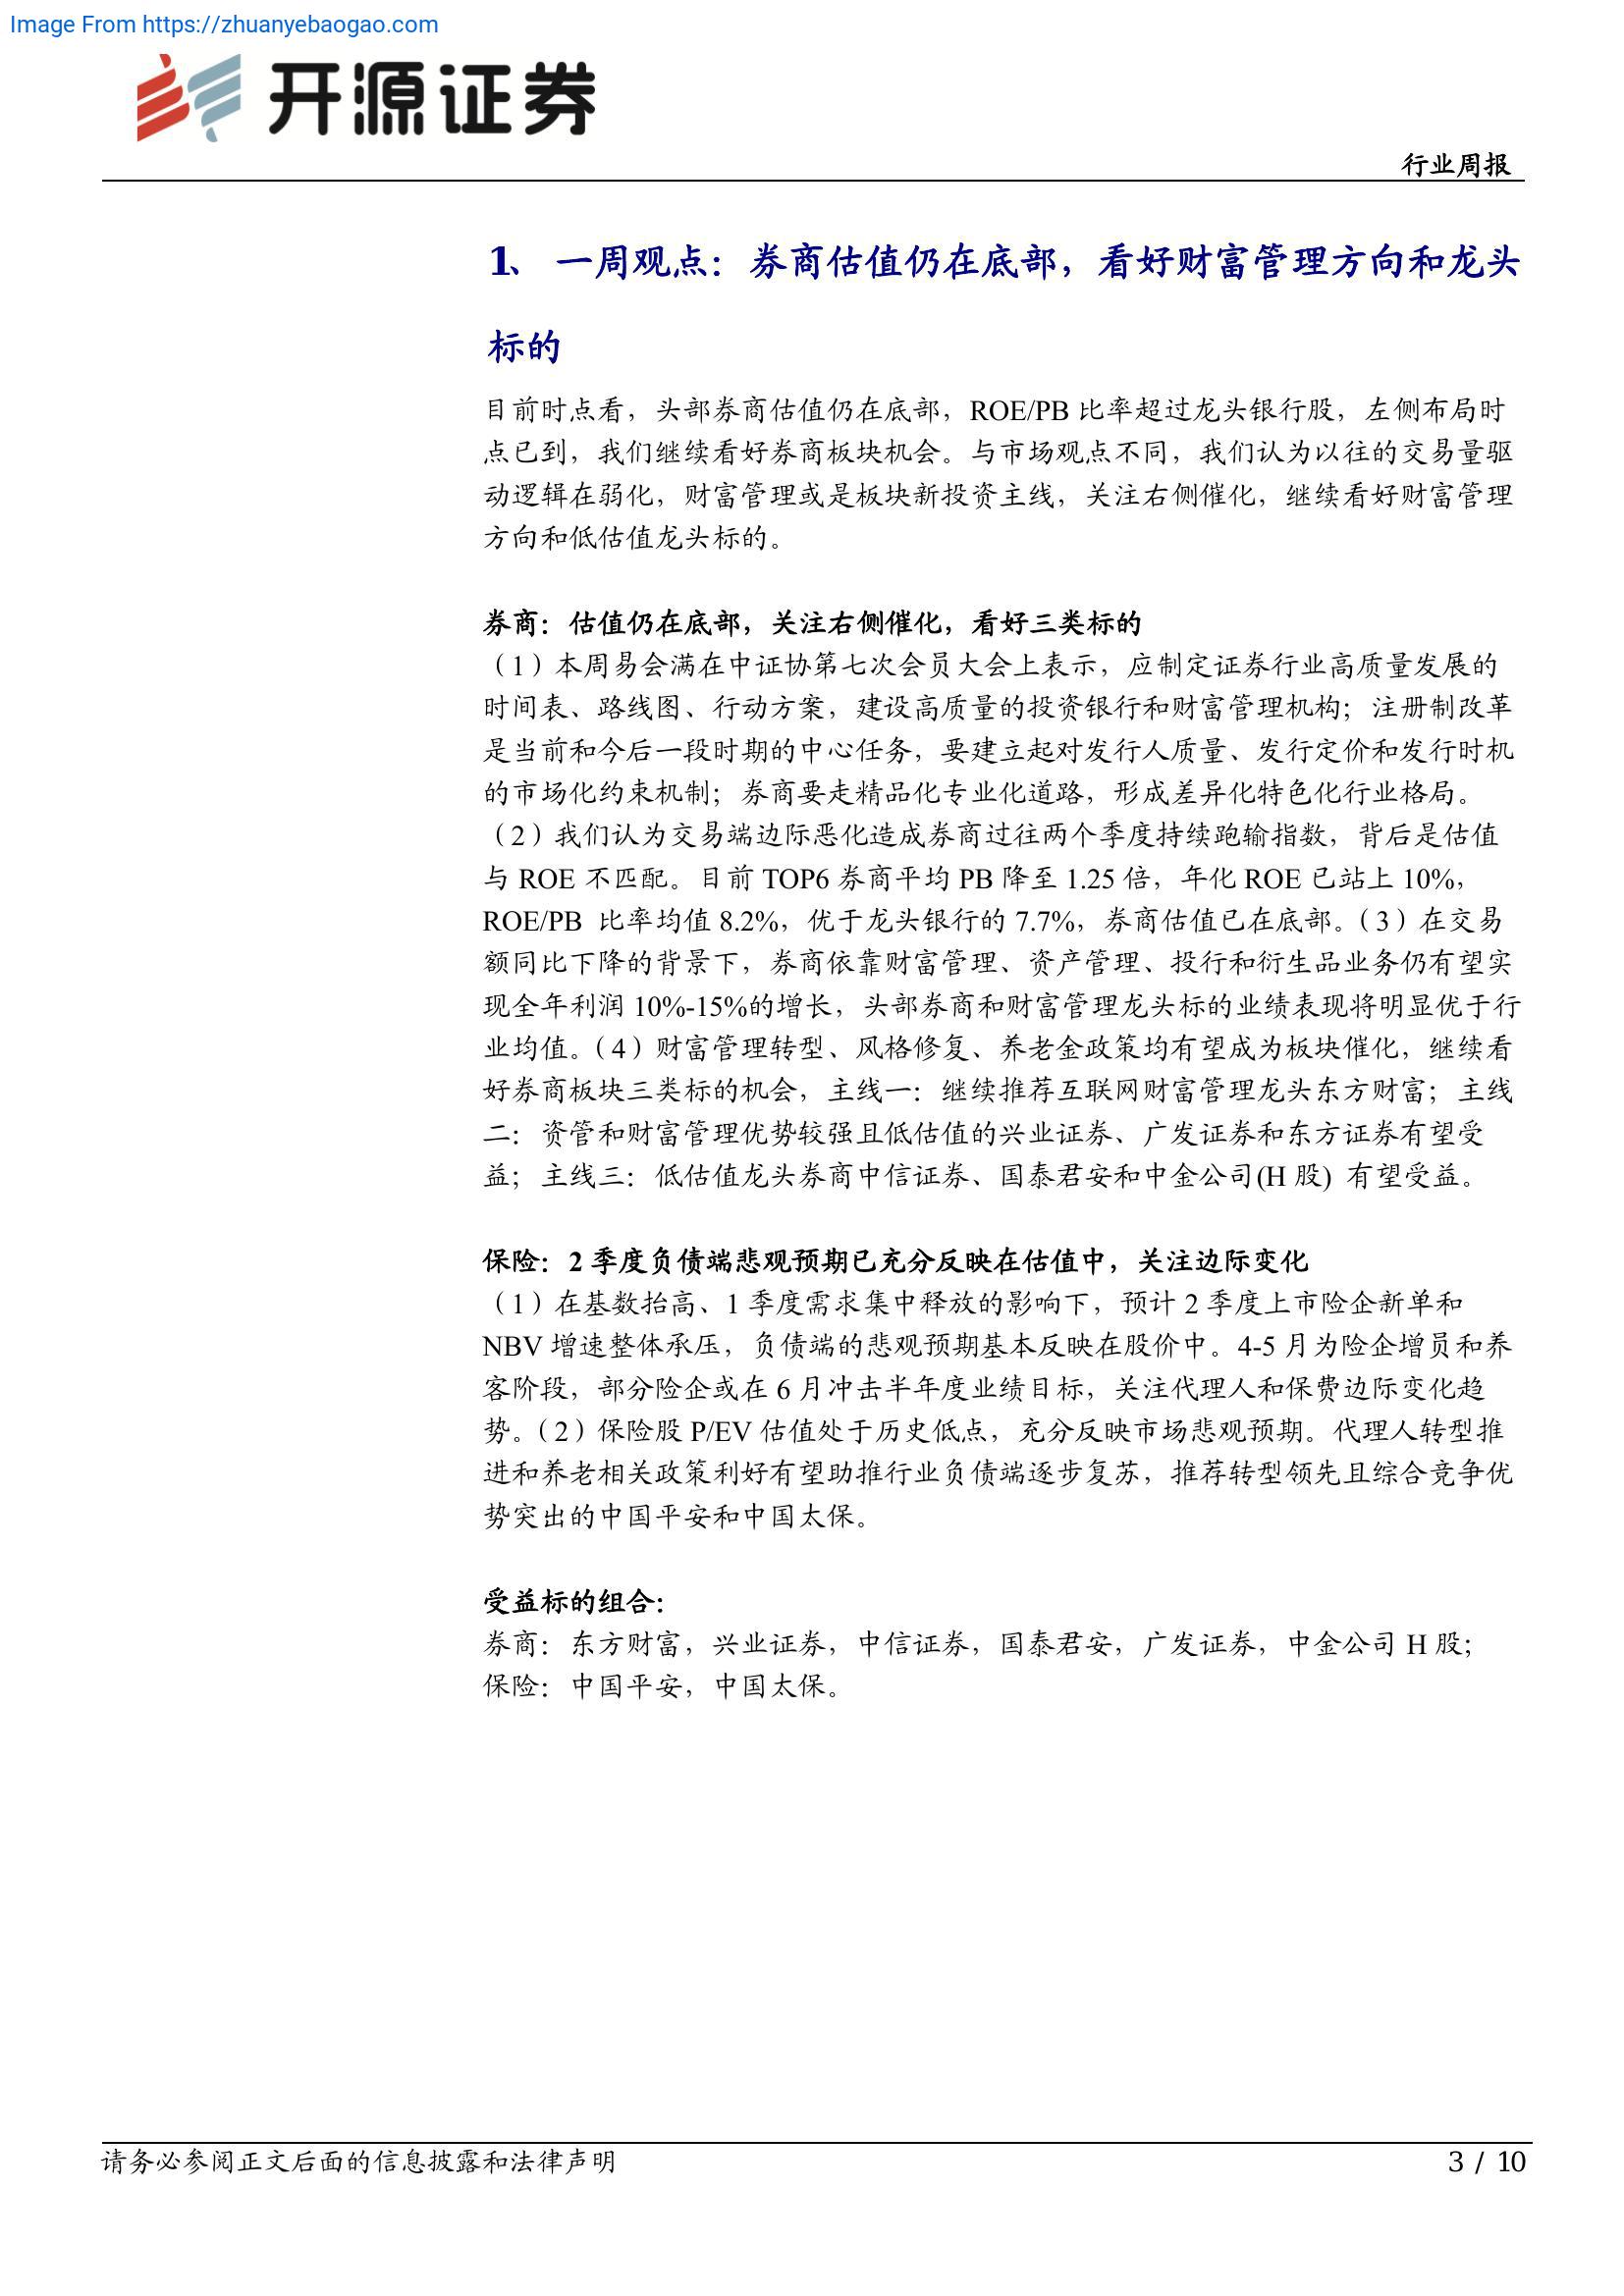 Image From https://zhuanyebaogao.com
开源证券
行业周报
1、 一周观点：券商估值仍在底部，看好财富管理方向和龙头
标的
目前时点看，头部券商估值仍在底部，ROE/PB 比率超过龙头银行股，左侧布局时
点已到，我们继续看好券商板块机会。与市场观点不同，我们认为以往的交易量驱
动逻辑在弱化，财富管理或是板块新投资主线，关注右侧催化，继续看好财富管理
方向和低估值龙头标的。
券商：估值仍在底部，关注右侧催化，看好三类标的
（1）本周易会满在中证协第七次会员大会上表示，应制定证券行业高质量发展的
时间表、路线图、行动方案，建设高质量的投资银行和财富管理机构；注册制改革
是当前和今后一段时期的中心任务，要建立起对发行人质量、发行定价和发行时机
的市场化约束机制；券商要走精品化专业化道路，形成差异化特色化行业格局。
（2）我们认为交易端边际恶化造成券商过往两个季度持续跑输指数，背后是估值
与 ROE 不匹配。目前 TOP6 券商平均 PB 降至 1.25 倍，年化 ROE 已站上 10%，
ROE/PB 比率均值 8.2%，优于龙头银行的 7.7%，券商估值已在底部。（3）在交易
额同比下降的背景下，券商依靠财富管理、资产管理、投行和衍生品业务仍有望实
现全年利润 10%-15%的增长，头部券商和财富管理龙头标的业绩表现将明显优于行
业均值。（4）财富管理转型、风格修复、养老金政策均有望成为板块催化，继续看
好券商板块三类标的机会，主线一：继续推荐互联网财富管理龙头东方财富；主线
二：资管和财富管理优势较强且低估值的兴业证券、广发证券和东方证券有望受
益；主线三：低估值龙头券商中信证券、国泰君安和中金公司(H 股) 有望受益。
保险：2 季度负债端悲观预期已充分反映在估值中，关注边际变化
（1）在基数抬高、1 季度需求集中释放的影响下，预计 2 季度上市险企新单和
NBV 增速整体承压，负债端的悲观预期基本反映在股价中。4-5 月为险企增员和养
客阶段，部分险企或在 6 月冲去半年度业绩目标，关注代理人和保费边际变化趋
势。（2）保险股 P/EV 估值处于历史低点，充分反映市场悲观预期。代理人转型推
进和养老相关政策利好有望助推行业负债端逐步复苏，推荐转型领先且综合竞争优
势突出的中国平安和中国太保。
受益标的组合：
券商：东方财富，兴业证券，中信证券，国泰君安，广发证券，中金公司 H 股；
保险：中国平安，中国太保。
请务必参阅正文后面的信息披露和法律声明
3 / 10